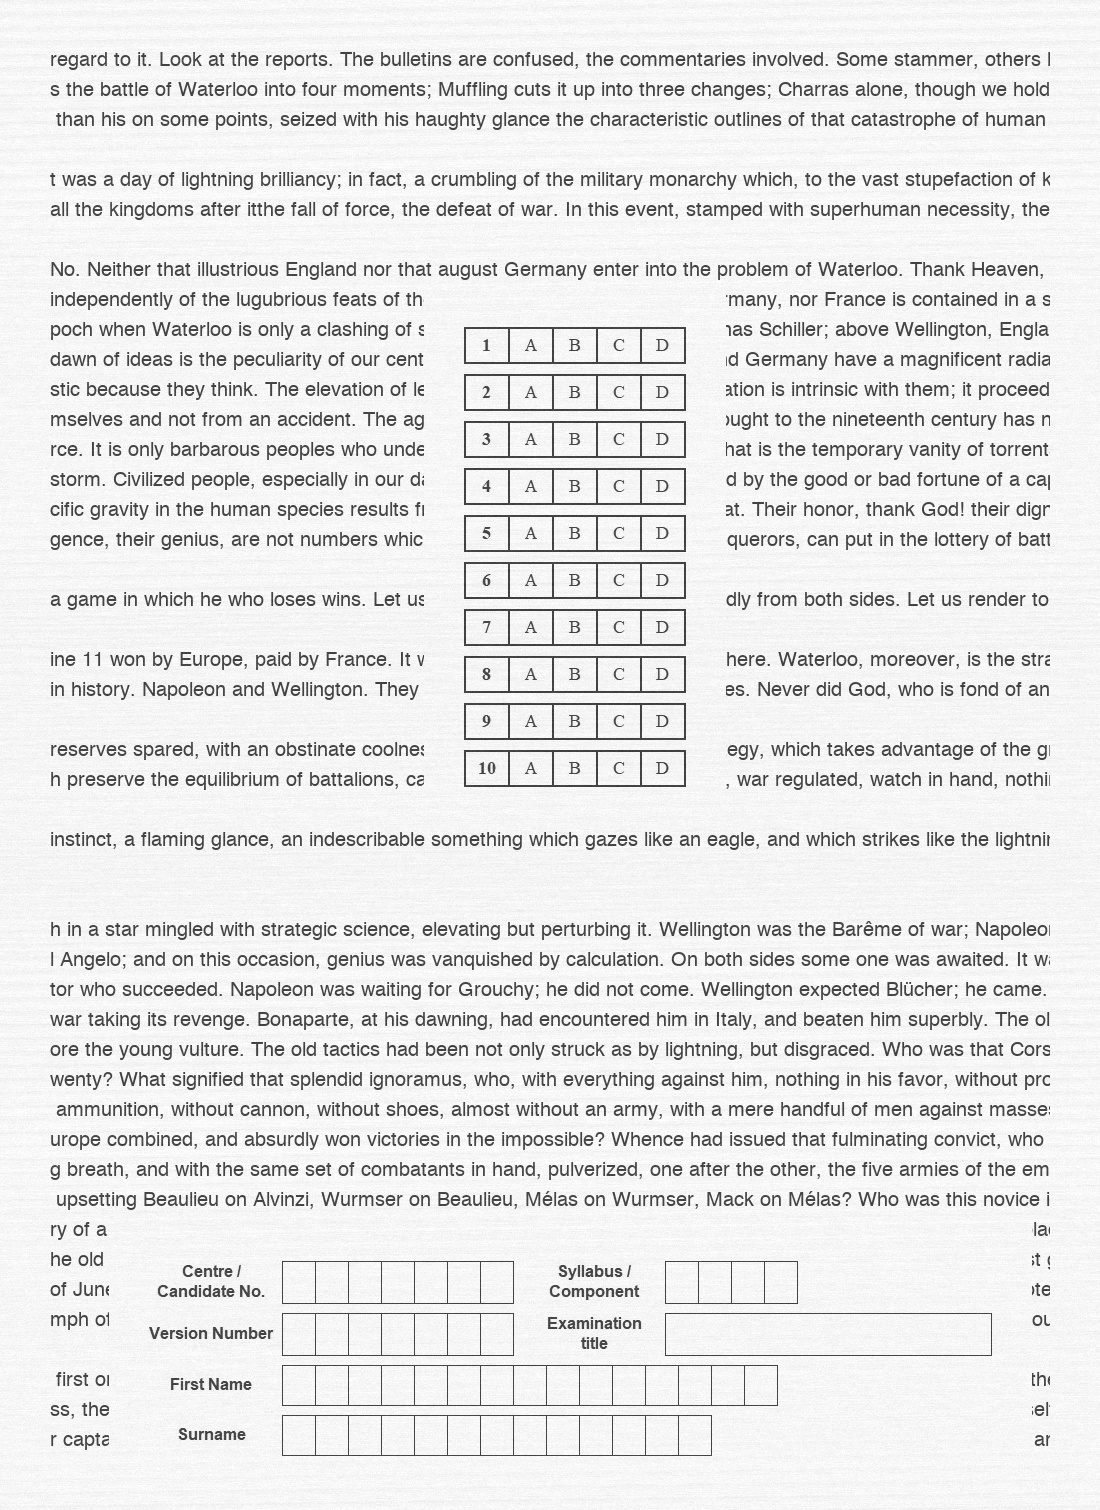 regard to it. Look at the reports. The bulletins are confused, the commentaries involved. Some stammer, others
s the battle of Waterloo into four moments; Muffling cuts it up into three changes; Charras alone, though we hold
than his on some points, seized with his haughty glance the characteristic outlines of that catastrophe of human
t was a day of lightning brilliancy; in fact, a crumbling of the military monarchy which, to the vast stupefaction of k
all the kingdoms after itthe fall of force, the defeat of war. In this event, stamped with superhuman necessity, the
No. Neither that illustrious England nor that august Germany enter into the problem of Waterloo. Thank Heaven,
independently of the lugubrious feats of th
rmany, nor France is contained in a s
poch when Waterloo is only a clashing of s
has Schiller; above Wellington, Engla
dawn of ideas is the peculiarity of our cent
d Germany have a magnificent radia
stic because they think. The elevation of le
ation is intrinsic with them; it proceed
mselves and not from an accident. The ag
ought to the nineteenth century has n
rce. It is only barbarous peoples who unde
hat is the temporary vanity of torrent
storm. Civilized people, especially in our da
d by the good or bad fortune of a cap
cific gravity in the human species results fr
at. Their honor, thank God! their dign
gence, their genius, are not numbers whic
querors, can put in the lottery of batt
a game in which he who loses wins. Let us
dly from both sides. Let us render to
ine 11 won by Europe, paid by France. It w
here. Waterloo, moreover, is the stra
in history. Napoleon and Wellington. They
es. Never did God, who is fond of an
reserves spared, with an obstinate coolnes
egy, which takes advantage of the gr
h preserve the equilibrium of battalions, ca
, war regulated, watch in hand, nothin
1 A B C D
2 A B C D
3 A B C D
4 A B C D
5 A B C D
6 A B C D
7 A B C D
8 A B C D
9 A B C D
10 A B C D
instinct, a flaming glance, an indescribable something which gazes like an eagle, and which strikes like the lightnin
h in a star mingled with strategic science, elevating but perturbing it. Wellington was the Barême of war; Napoleon
l Angelo; and on this occasion, genius was vanquished by calculation. On both sides some one was awaited. It wa
tor who succeeded. Napoleon was waiting for Grouchy; he did not come. Wellington expected Blücher; he came.
war taking its revenge. Bonaparte, at his dawning, had encountered him in Italy, and beaten him superbly. The ol
ore the young vulture. The old tactics had been not only struck as by lightning, but disgraced. Who was that Cors
wenty? What signified that splendid ignoramus, who, with everything against him, nothing in his favor, without pro
ammunition, without cannon, without shoes, almost without an army, with a mere handful of men against masses
urope combined, and absurdly won victories in the impossible? Whence had issued that fulminating convict, who
g breath, and with the same set of combatants in hand, pulverized, one after the other, the five armies of the em
upsetting Beaulieu on Alvinzi, Wurmser on Beaulieu, Mélas on Wurmser, Mack on Mélas? Who was this novice i
ry of a
lac
he old
st g
of June
ote
mph of
ou
first or
the
ss, the
self
r capta
ar
Centre /
Candidate No.
Syllabus /
Component
Version Number
Examination
title
First Name
Surname